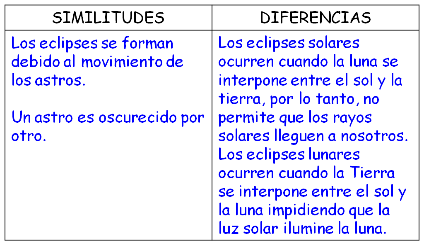 SIMILITUDES
DIFERENCIAS
Los eclipses se forman
debido al movimiento de
los astros.
Un astro es oscurecido por
otro.
Los eclipses solares
ocurren cuando la luna se
interpone entre el sol y la
tierra, por lo tanto, no
permite que los rayos
solares lleguen a nosotros.
Los eclipses lunares
ocurren cuando la Tierra
se interpone entre el sol y
la luna impidiendo que la
luz solar ilumine la luna.